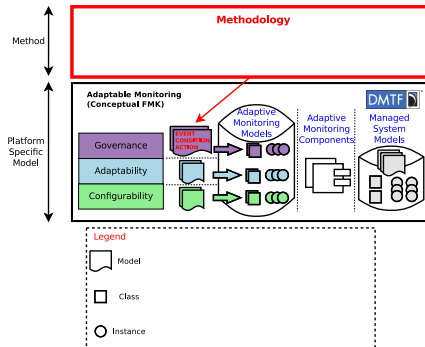 Methodology
Method
Adaptable Monitoring
(Conceptual FMK)
DMTF
Platform
Specific
Model
Governance
Adaptability
Configurability
EVENT
CONDITION
ACTION
Adaptive
Monitoring
Models
Adaptive
Monitoring
Components
Managed
System
Models
Legend
Model
Class
Instance